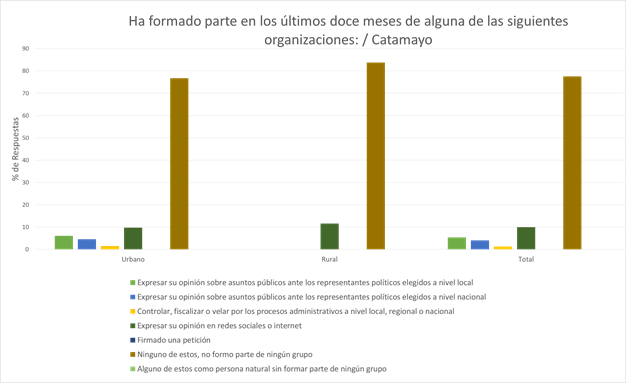 Ha formado parte en los últimos doce meses de alguna de las siguientes
organizaciones: / Catamayo
90
80
70
60
50
40
30
20
10
0
% de Respuestas
Urbano
Rural
Total
Expresar su opinión sobre asuntos públicos ante los representantes políticos elegidos a nivel local
Expresar su opinión sobre asuntos públicos ante los representantes políticos elegidos a nivel nacional
Controlar, fiscalizar o velar por los procesos administrativos a nivel local, regional o nacional
Expresar su opinión en redes sociales o internet
Firmado una petición
Ninguno de estos, no formo parte de ningún grupo
Alguno de estos como persona natural sin formar parte de ningún grupo